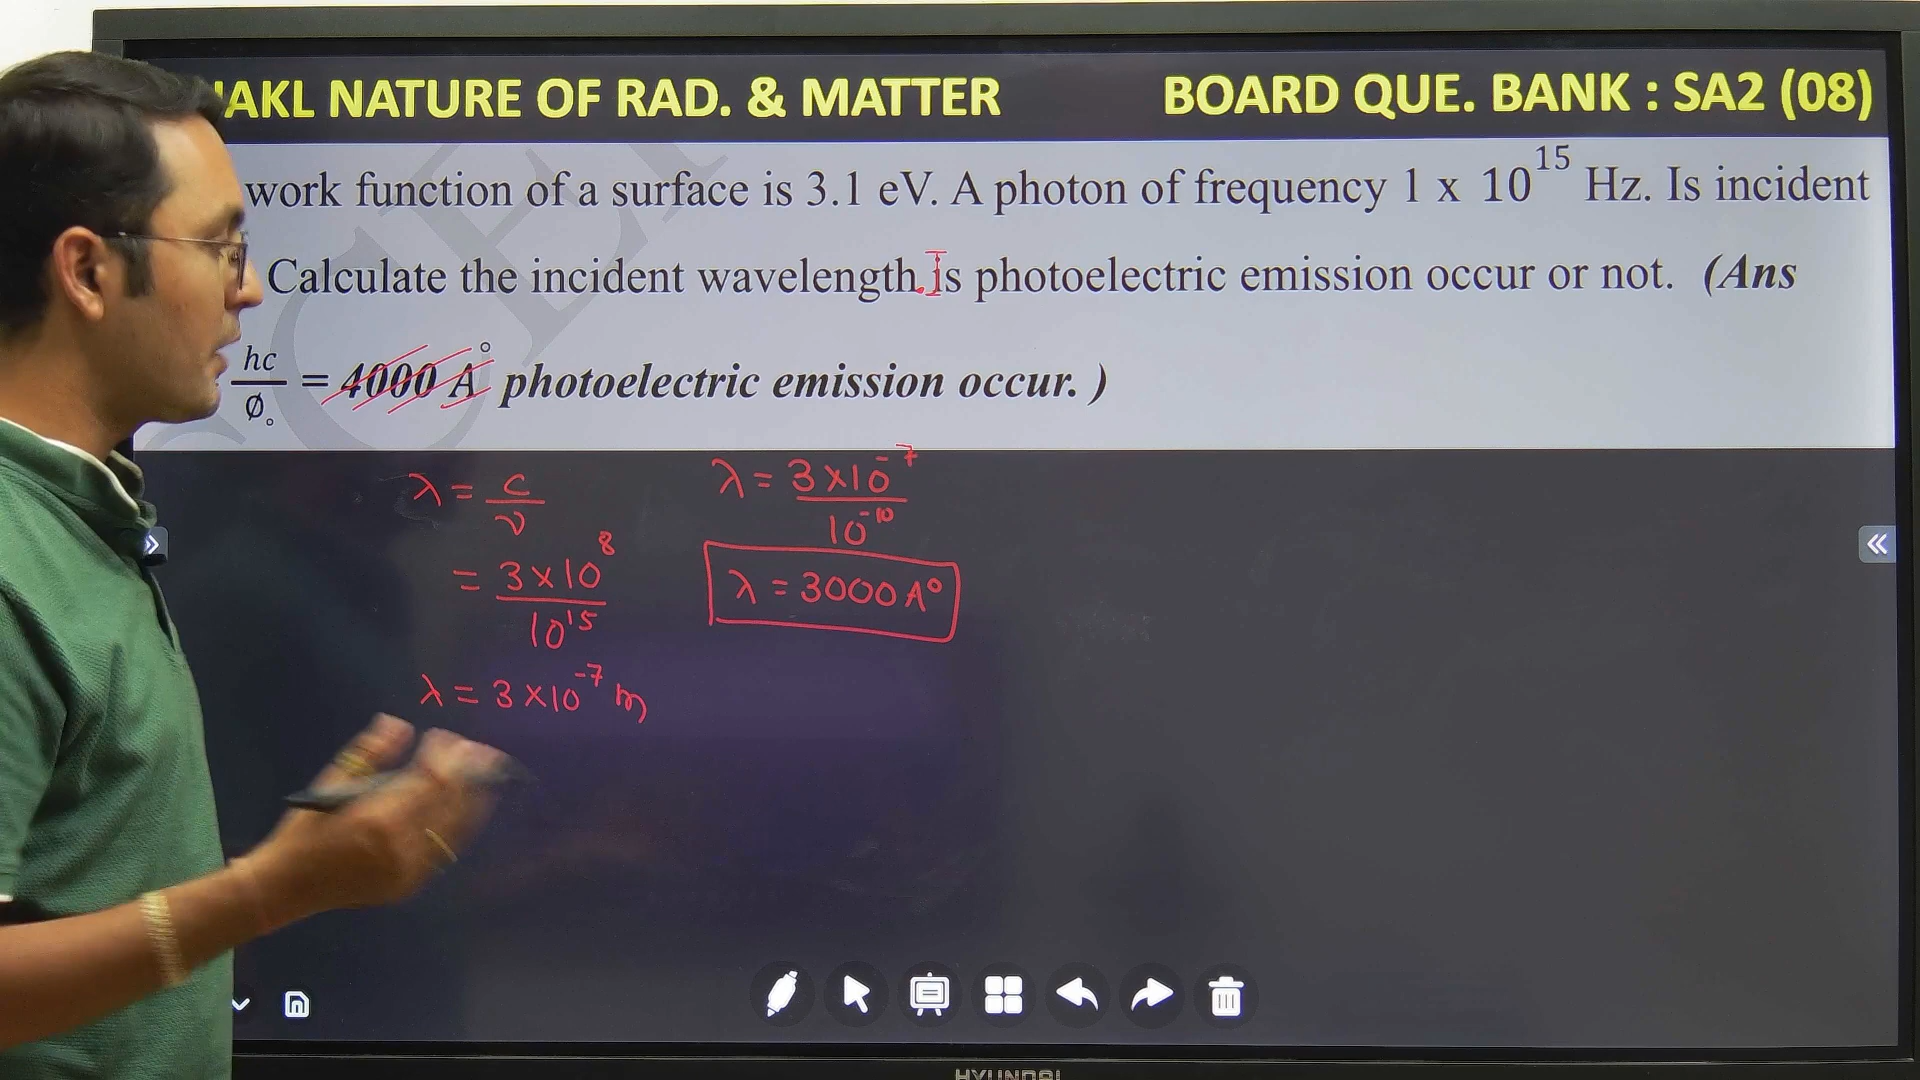 JAKL NATURE OF RAD. & MATTER BOARD QUE. BANK : SA2 (08)
work function of a surface is 3.1 eV. A photon of frequency 1 x 10^15 Hz. Is incident
Calculate the incident wavelength. is photoelectric emission occur or not. (Ans
hc/∅₀ = 4000 A° photoelectric emission occur. )
λ = c/ν
= 3×10^8/10^15
λ = 3×10^-7 m
λ = 3×10^-7/10^-10
λ = 3000 A°
HYUNDAI